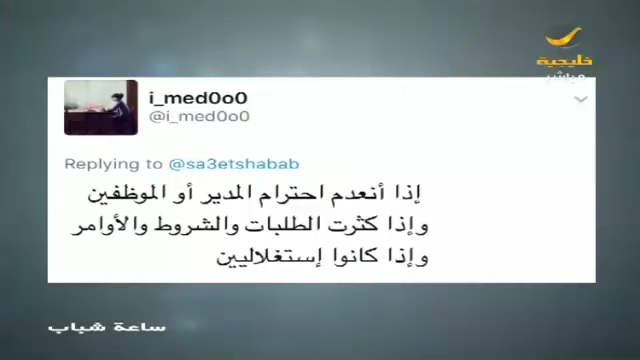 خليجية
مباشر
i_med0o0
@i_med0o0
Replying to @sa3etshabab
إذا أنعدم احترام المدير أو الموظفين
وإذا كثرت الطلبات والشروط والأوامر
وإذا كانوا إستغلاليين
ساعة شباب